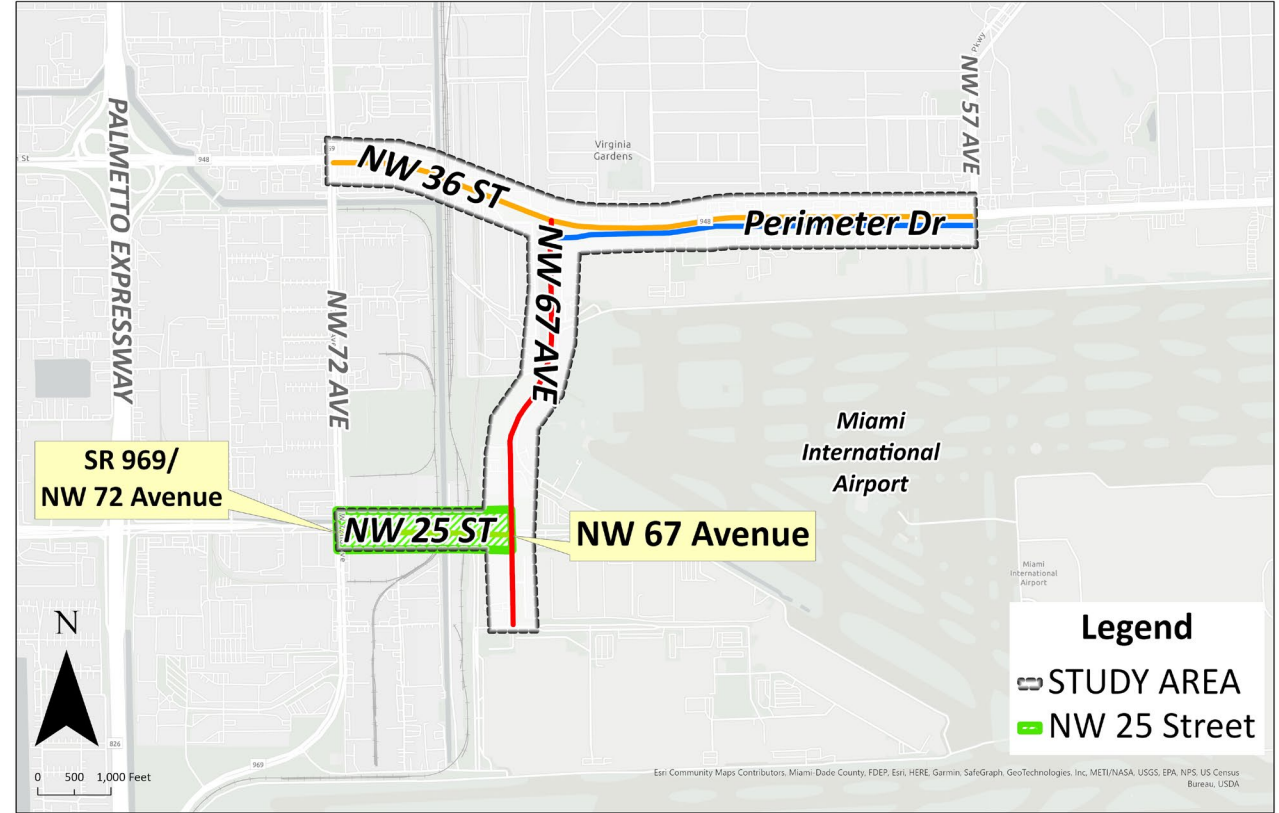 NW 57 AVE
Pkwy
PALMETTO EXPRESSWAY
948
NW 36 ST
Virginia
Gardens
948
Perimeter Dr
NW 67 AVE
NW 72 AVE
Miami
International
Airport
SR 969/
NW 72 Avenue
NW 25 ST
NW 67 Avenue
Miami
International
Airport
N
Legend
STUDY AREA
NW 25 Street
826
969
0 500 1,000 Feet
Esri Community Maps Contributors, Miami-Dade County, FDEP, Esri, HERE, Garmin, SafeGraph, GeoTechnologies, Inc, METI/NASA, USGS, EPA, NPS, US Census
Bureau, USDA